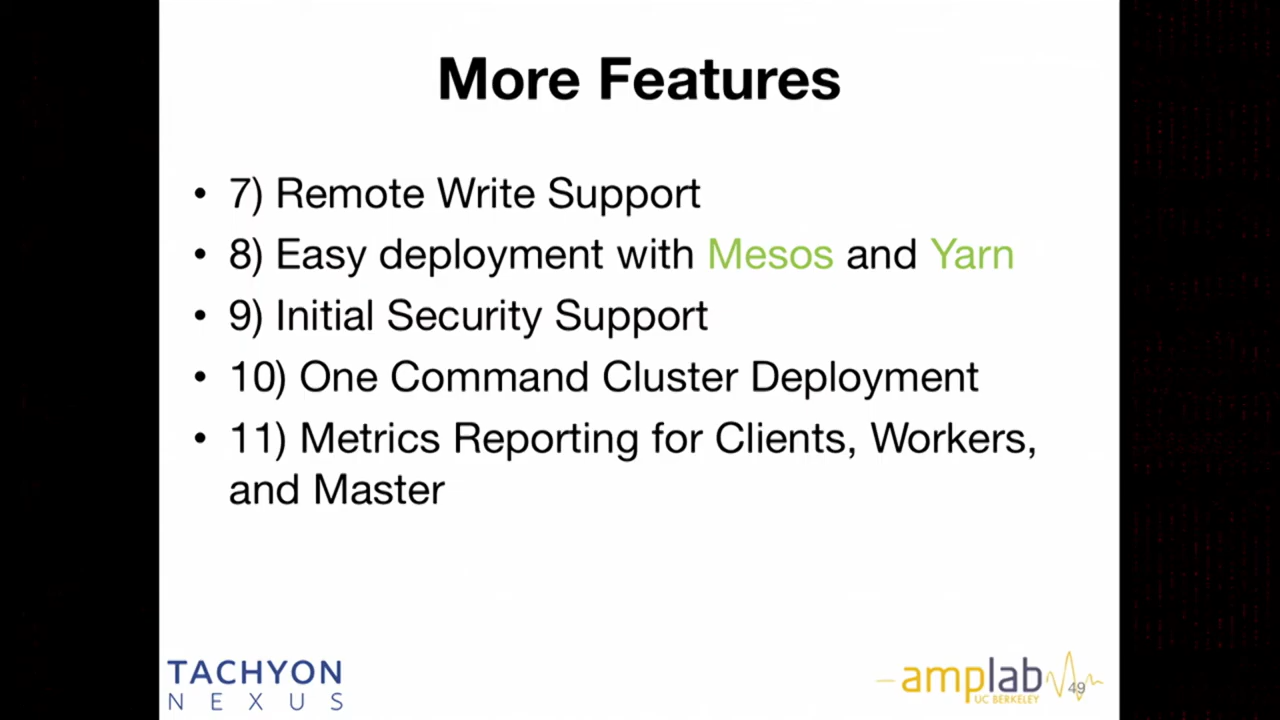 More Features
• 7) Remote Write Support
• 8) Easy deployment with Mesos and Yarn
• 9) Initial Security Support
• 10) One Command Cluster Deployment
• 11) Metrics Reporting for Clients, Workers,
and Master
TACHYON
NEXUS
amplab
UC BERKELEY
49